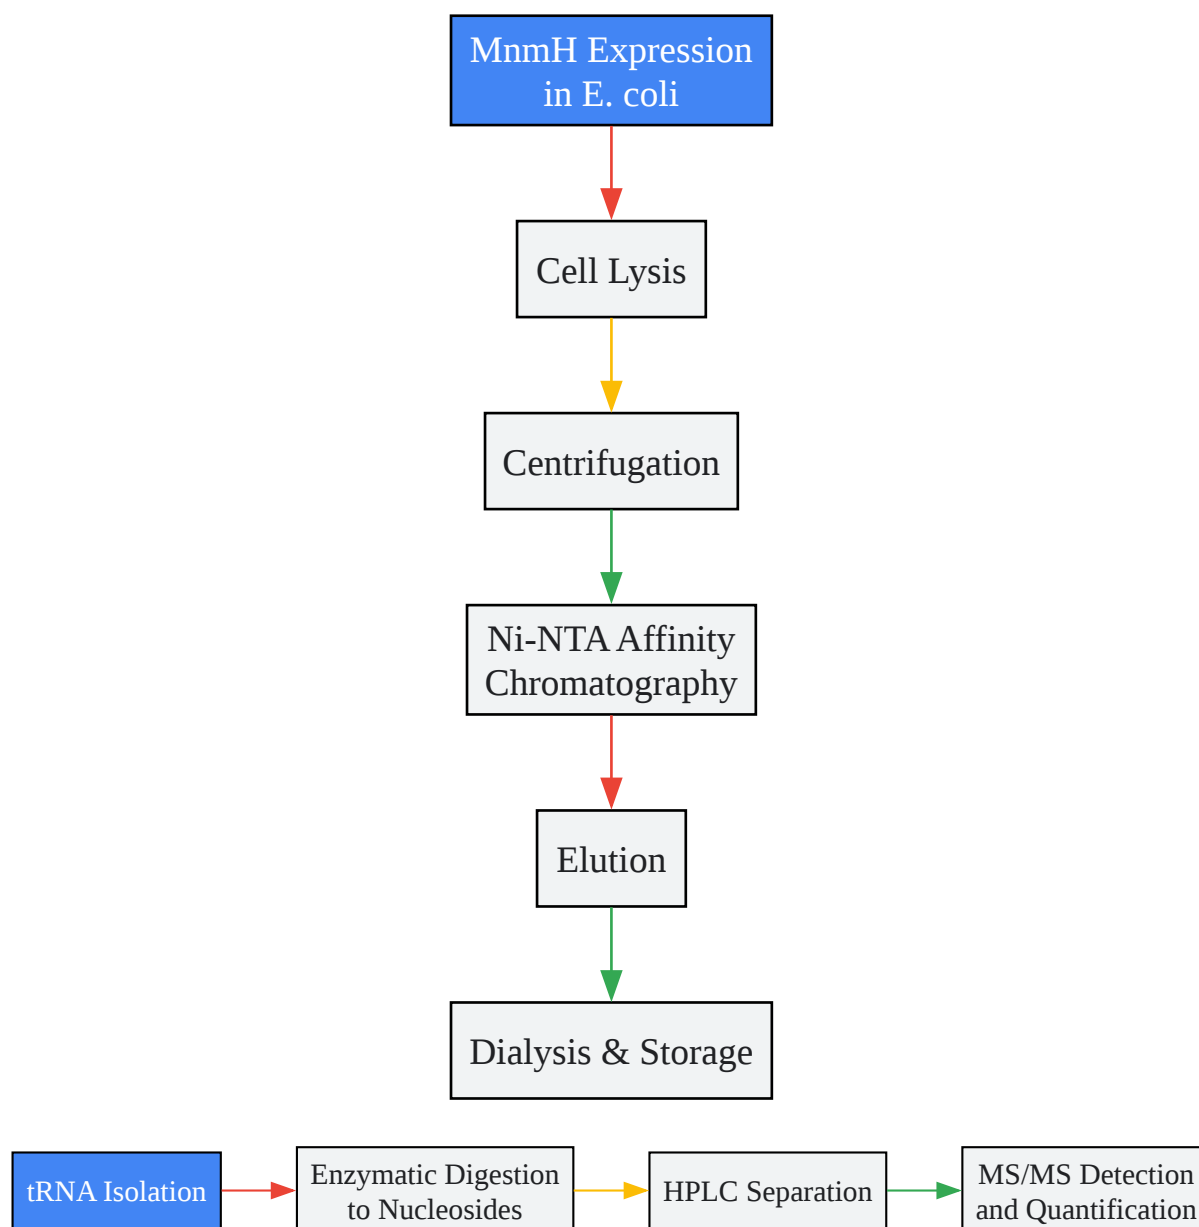 MnmH Expression
in E. coli
Cell Lysis
Centrifugation
Ni-NTA Affinity
Chromatography
Elution
Dialysis & Storage
tRNA Isolation
Enzymatic Digestion
to Nucleosides
HPLC Separation
MS/MS Detection
and Quantification